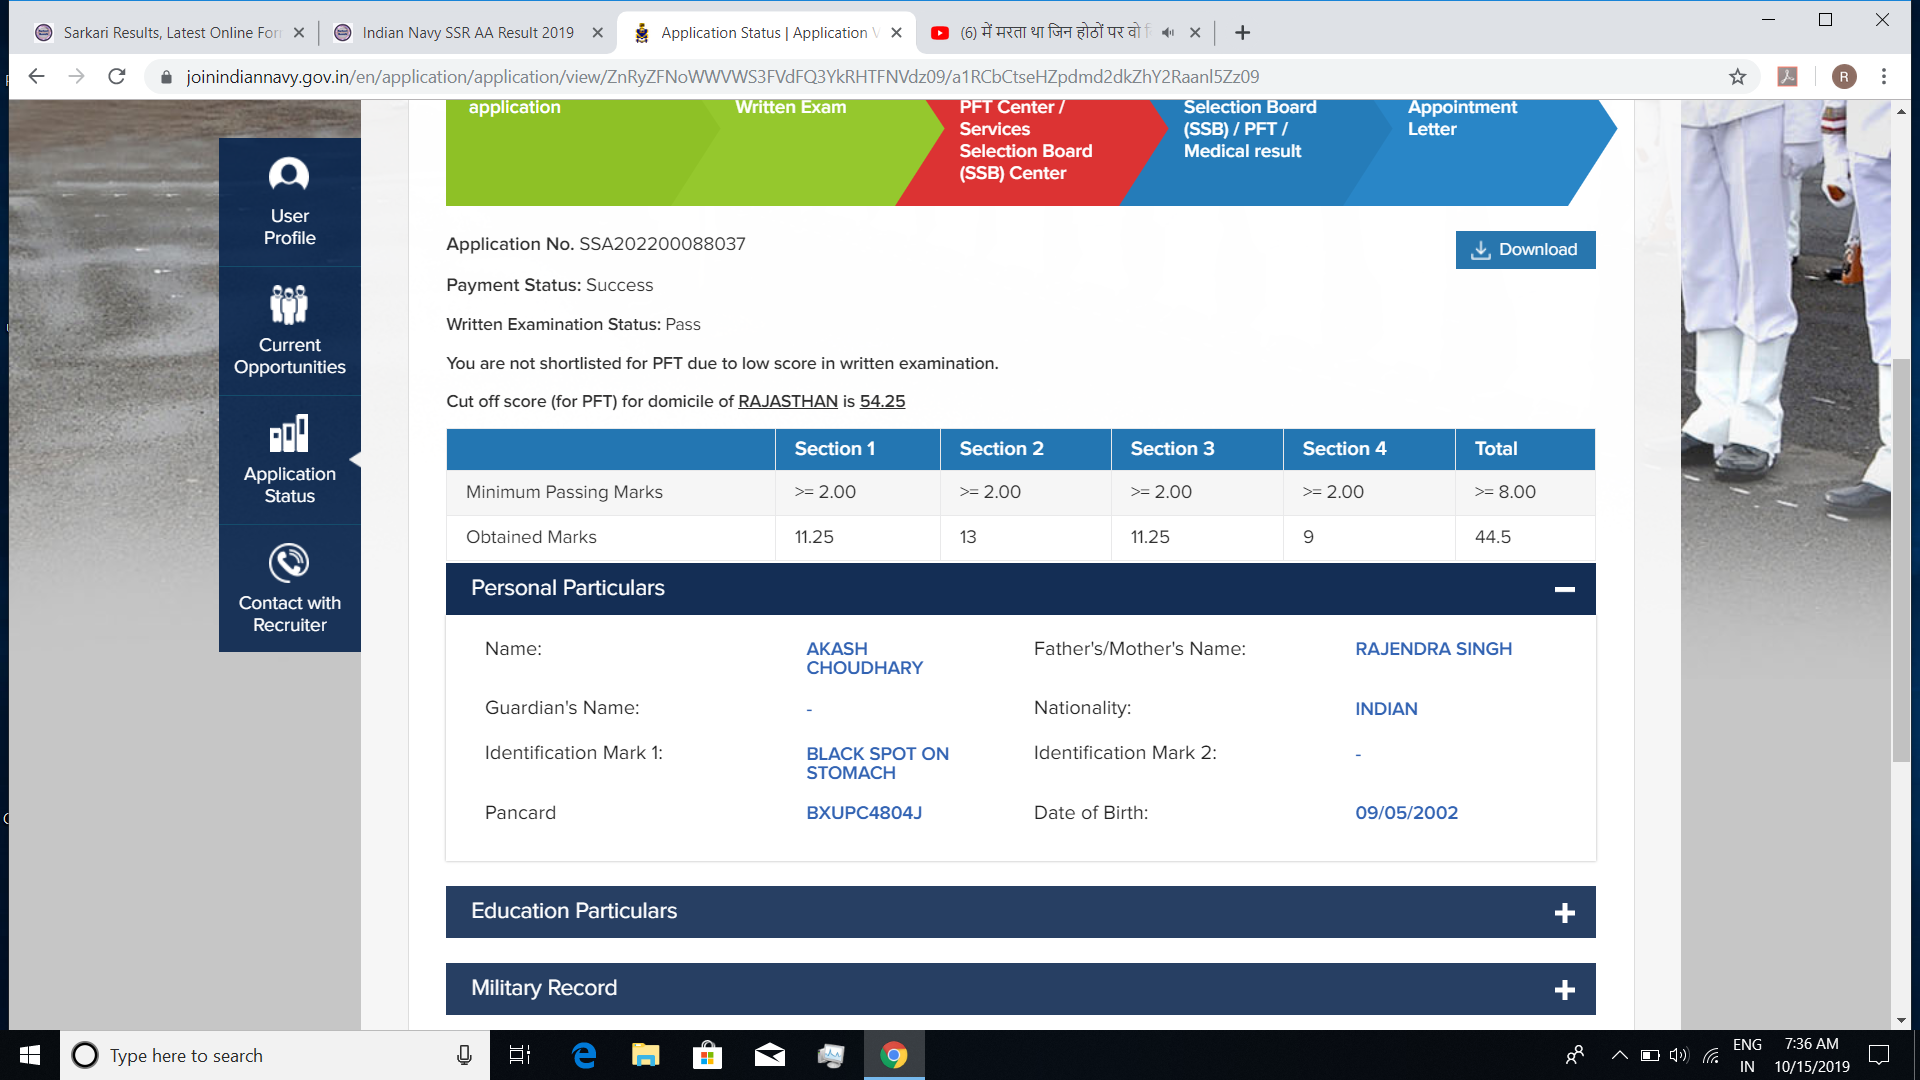 Sarkari Results, Latest Online For
Indian Navy SSR AA Result 2019
Application Status | Application V
(6) में मरता था जिन होठों पर वो
joinindiannavy.gov.in/en/application/application/view/ZnRyZFNoWWVWS3FVdFQ3YkRHTFNVdz09/a1RCbCtseHZpdmd2dkZhY2Raanl5Zz09
R
application
Written Exam
PFT Center /
Services
Selection Board
(SSB) Center
Selection Board
(SSB) / PFT /
Medical result
Appointment
Letter
User
Profile
Current
Opportunities
Application
Status
Contact with
Recruiter
Application No. SSA202200088037
Download
Payment Status: Success
Written Examination Status: Pass
You are not shortlisted for PFT due to low score in written examination.
Cut off score (for PFT) for domicile of RAJASTHAN is 54.25
Section 1 Section 2 Section 3 Section 4 Total
Minimum Passing Marks >= 2.00 >= 2.00 >= 2.00 >= 2.00 >= 8.00
Obtained Marks 11.25 13 11.25 9 44.5
Personal Particulars
Name: AKASH CHOUDHARY Father's/Mother's Name: RAJENDRA SINGH
Guardian's Name: - Nationality: INDIAN
Identification Mark 1: BLACK SPOT ON STOMACH Identification Mark 2: -
Pancard BXUPC4804J Date of Birth: 09/05/2002
Education Particulars
Military Record
Type here to search
ENG
IN
7:36 AM
10/15/2019